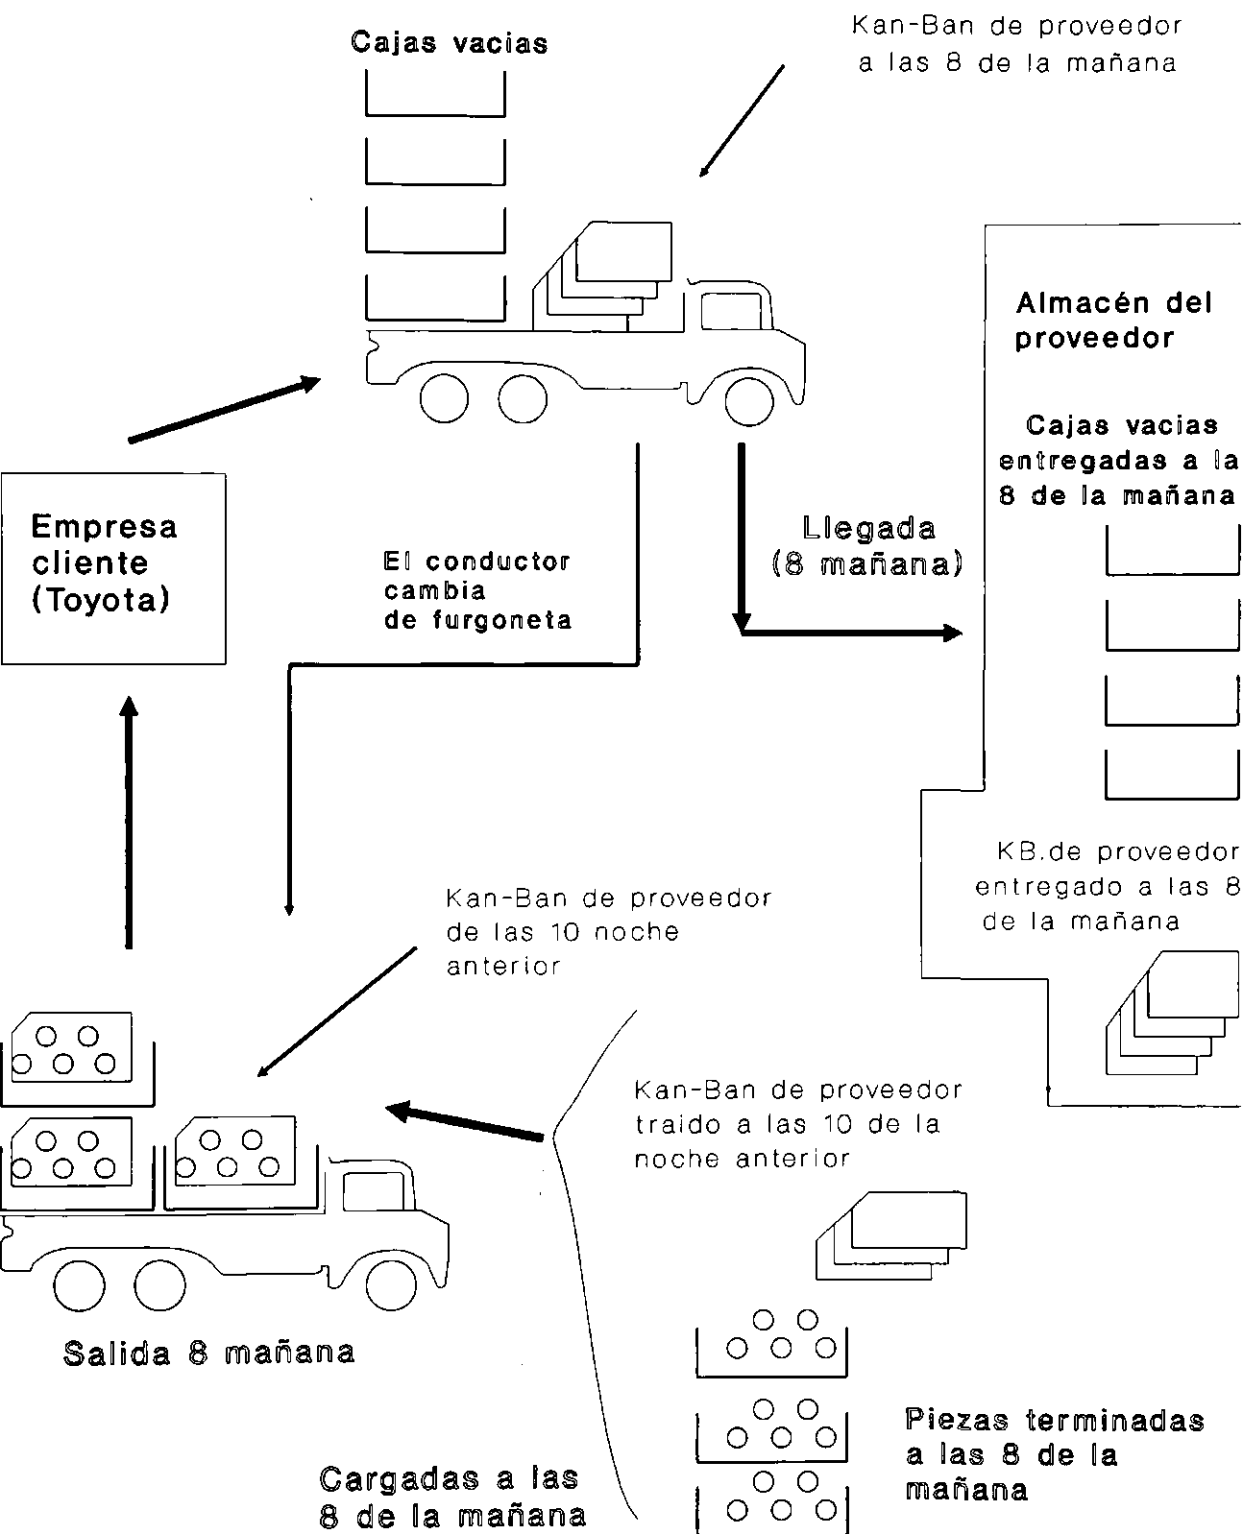 Kan-Ban de proveedor
a las 8 de la mañana
Cajas vacias
Almacén del
proveedor
Cajas vacias
entregadas a la
8 de la mañana
Empresa
cliente
(Toyota)
El conductor
cambia
de furgoneta
Llegada
(8 mañana)
KB.de proveedor
entregado a las 8
de la mañana
Kan-Ban de proveedor
de las 10 noche
anterior
Kan-Ban de proveedor
traido a las 10 de la
noche anterior
Salida 8 mañana
Piezas terminadas
a las 8 de la
mañana
Cargadas a las
8 de la mañana